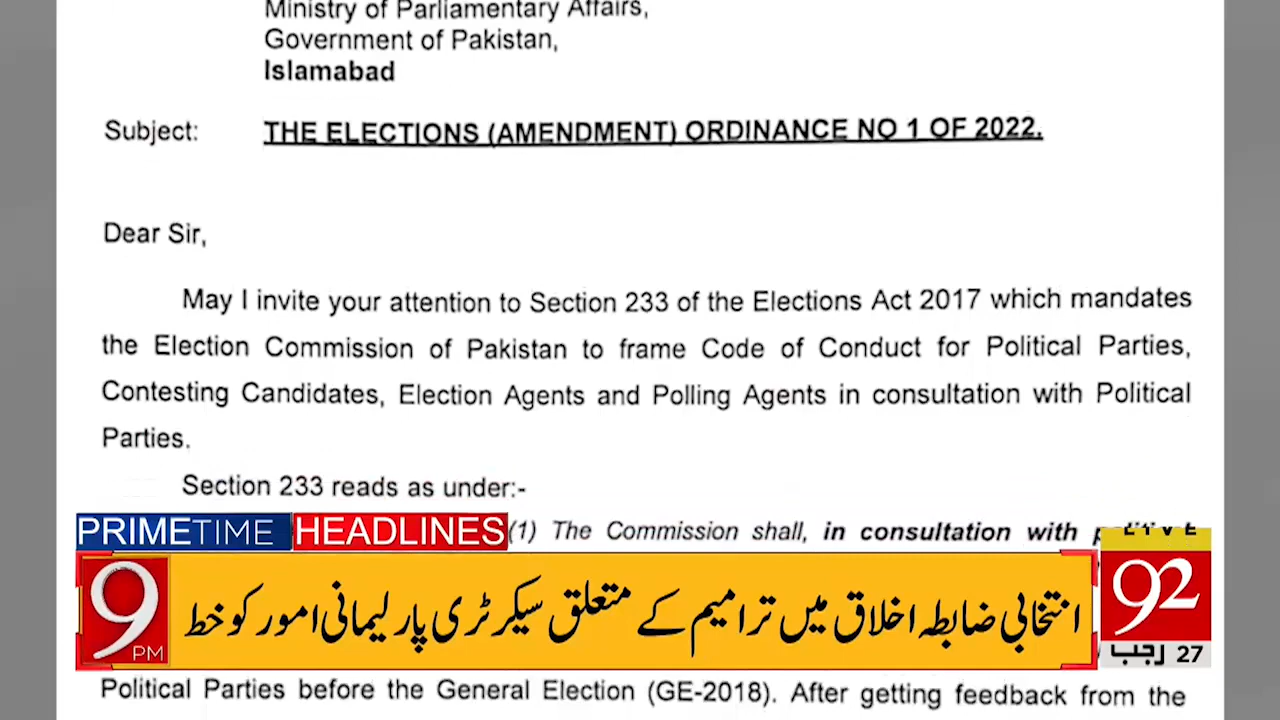 Ministry of Parliamentary Affairs,
Government of Pakistan,
Islamabad
Subject: THE ELECTIONS (AMENDMENT) ORDINANCE NO 1 OF 2022.
Dear Sir,
May I invite your attention to Section 233 of the Elections Act 2017 which mandates
the Election Commission of Pakistan to frame Code of Conduct for Political Parties,
Contesting Candidates, Election Agents and Polling Agents in consultation with Political
Parties.
Section 233 reads as under:-
PRIMETIME HEADLINES
(1) The Commission shall, in consultation with
LIVE
9 PM
انتخابی ضابطہ اخلاق میں ترامیم کے متعلق سیکرٹری پارلیمانی امور کو خط
92
27 رجب
Political Parties before the General Election (GE-2018). After getting feedback from the